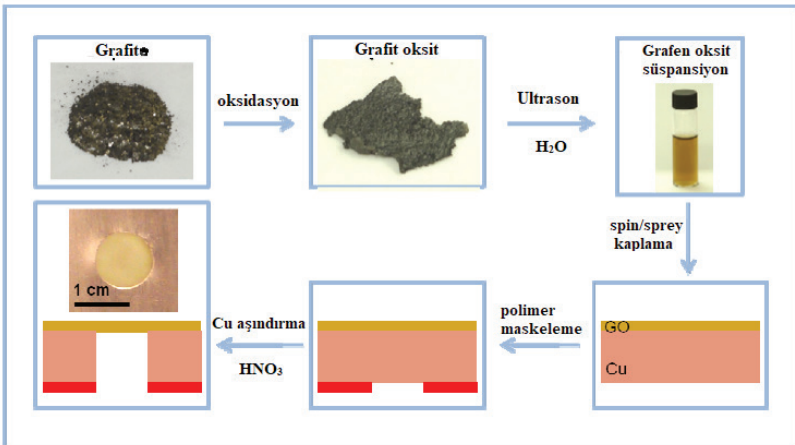 Grafit
oksidasyon
Grafit oksit
Ultrason
H₂O
Grafen oksit
süspansiyon
spin/sprey
kaplama
GO
Cu
polimer
maskeleme
Cu aşındırma
HNO₃
1 cm